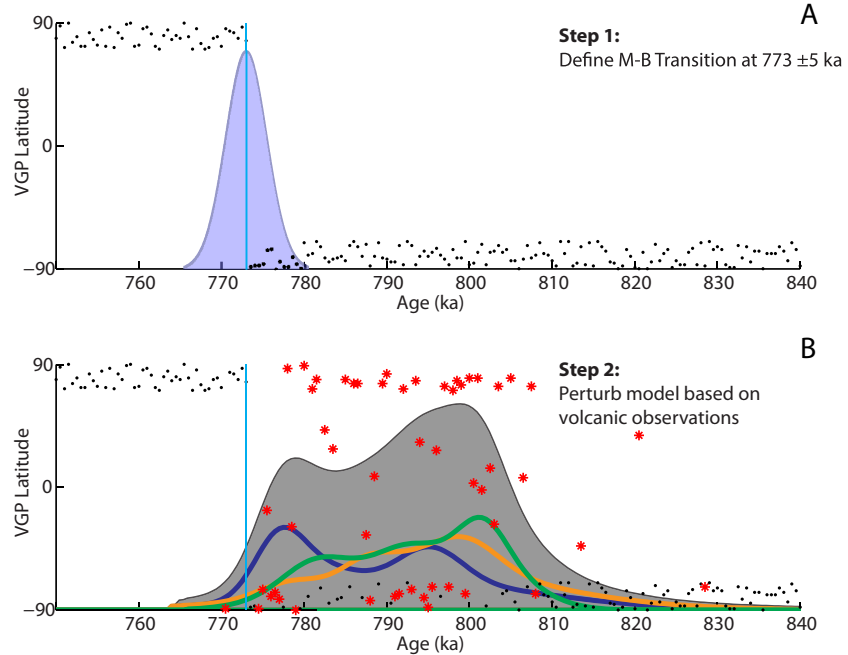 A
90
Step 1:
Define M-B Transition at 773 ±5 ka
VGP Latitude
0
−90
760 770 780 790 800 810 820 830 840
Age (ka)
B
90
Step 2:
Perturb model based on
volcanic observations
VGP Latitude
0
−90
760 770 780 790 800 810 820 830 840
Age (ka)